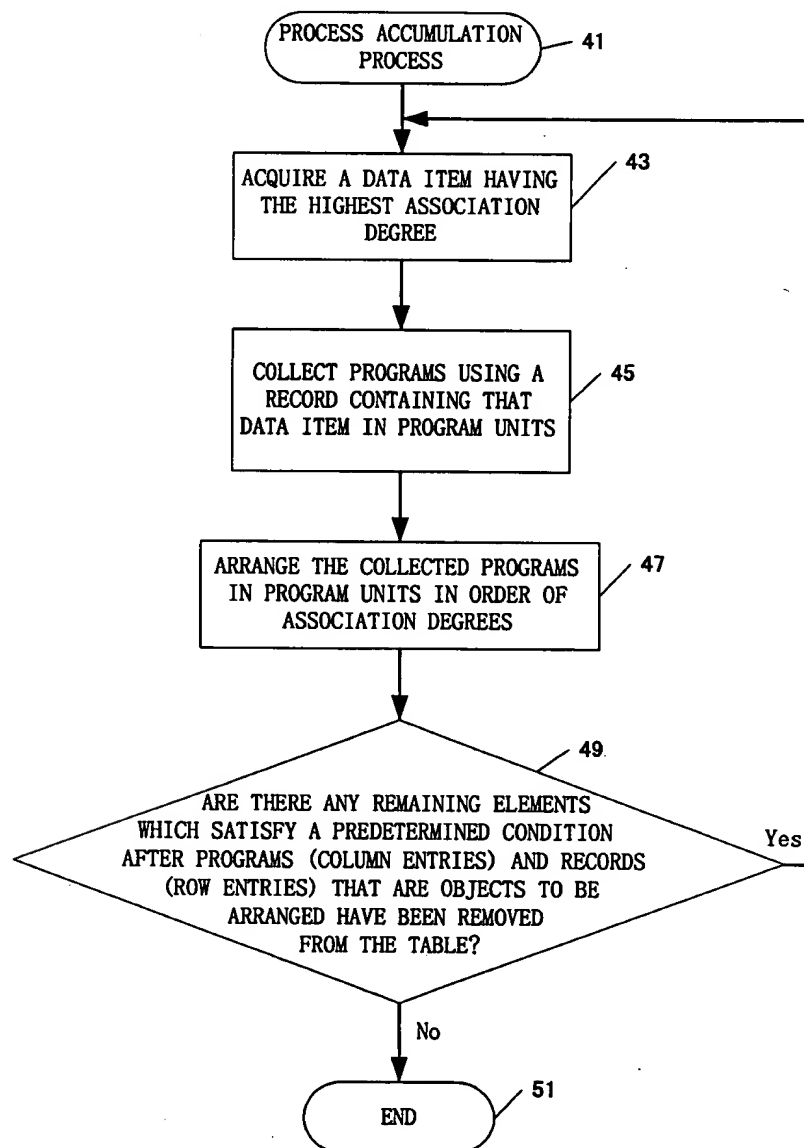 PROCESS ACCUMULATION
PROCESS
41
43
ACQUIRE A DATA ITEM HAVING
THE HIGHEST ASSOCIATION
DEGREE
45
COLLECT PROGRAMS USING A
RECORD CONTAINING THAT
DATA ITEM IN PROGRAM UNITS
47
ARRANGE THE COLLECTED PROGRAMS
IN PROGRAM UNITS IN ORDER OF
ASSOCIATION DEGREES
49
ARE THERE ANY REMAINING ELEMENTS
WHICH SATISFY A PREDETERMINED CONDITION
AFTER PROGRAMS (COLUMN ENTRIES) AND RECORDS
(ROW ENTRIES) THAT ARE OBJECTS TO BE
ARRANGED HAVE BEEN REMOVED
FROM THE TABLE?
Yes
No
51
END